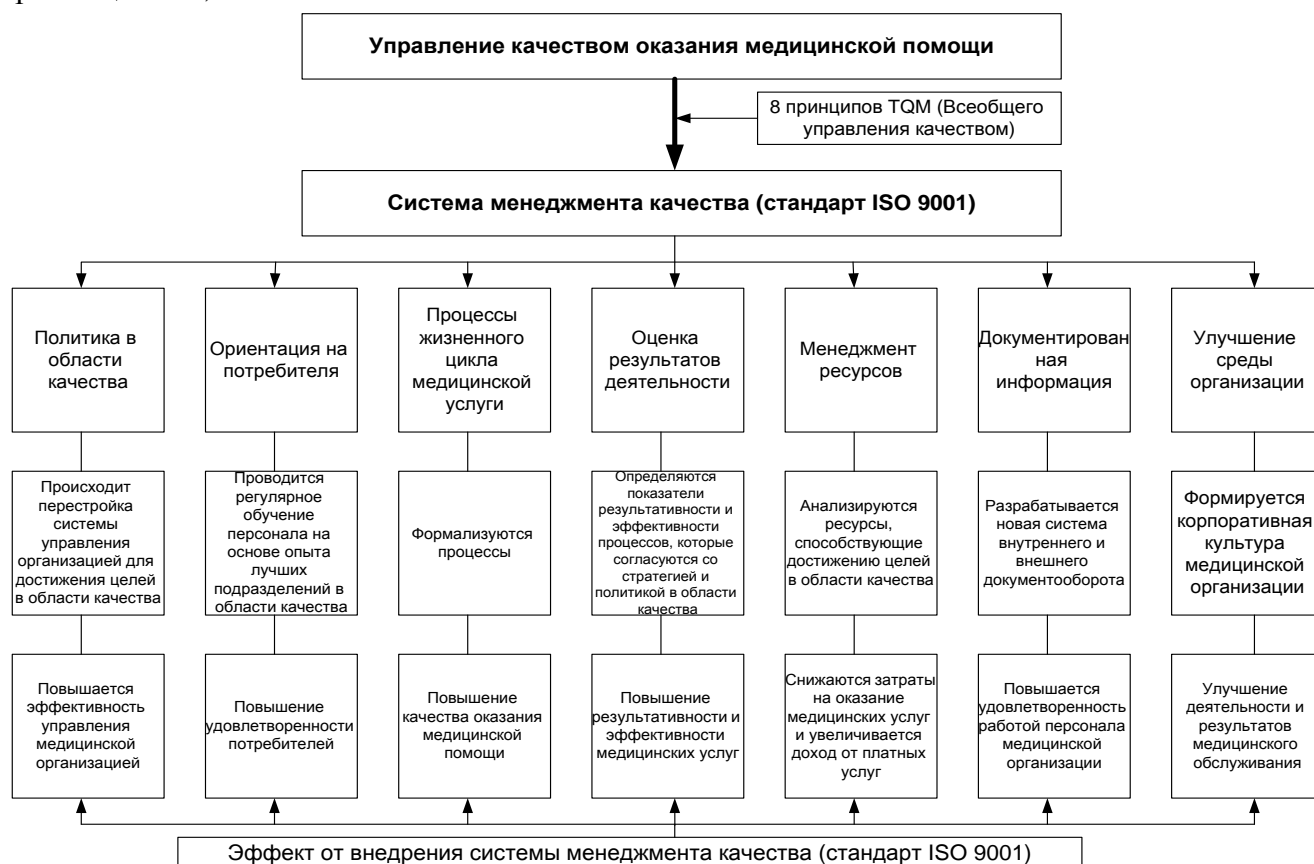 Управление качеством оказания медицинской помощи
8 принципов TQM (Всеобщего
управления качеством)
Система менеджмента качества (стандарт ISO 9001)
Политика в
области
качества
Ориентация на
потребителя
Процессы
жизненного
цикла
медицинской
услуги
Оценка
результатов
деятельности
Менеджмент
ресурсов
Документирован
ная
информация
Улучшение
среды
организации
Происходит
перестройка
системы
управления
организацией для
достижения целей
в области качества
Проводится
регулярное
обучение
персонала на
основе опыта
лучших
подразделений в
области качества
Формализуются
процессы
Определяются
показатели
результативности и
эффективности
процессов, которые
согласуются со
стратегией и
политикой в области
качества
Анализируются
ресурсы,
способствующие
достижению целей
в области качества
Разрабатывается
новая система
внутреннего и
внешнего
документооборота
Формируется
корпоративная
культура
медицинской
организации
Повышается
эффективность
управления
медицинской
организацией
Повышение
удовлетворенности
потребителей
Повышение
качества оказания
медицинской
помощи
Повышение
результативности и
эффективности
медицинских услуг
Снижаются затраты
на оказание
медицинских услуг
и увеличивается
доход от платных
услуг
Повышается
удовлетворенность
работой персонала
медицинской
организации
Улучшение
деятельности и
результатов
медицинского
обслуживания
Эффект от внедрения системы менеджмента качества (стандарт ISO 9001)